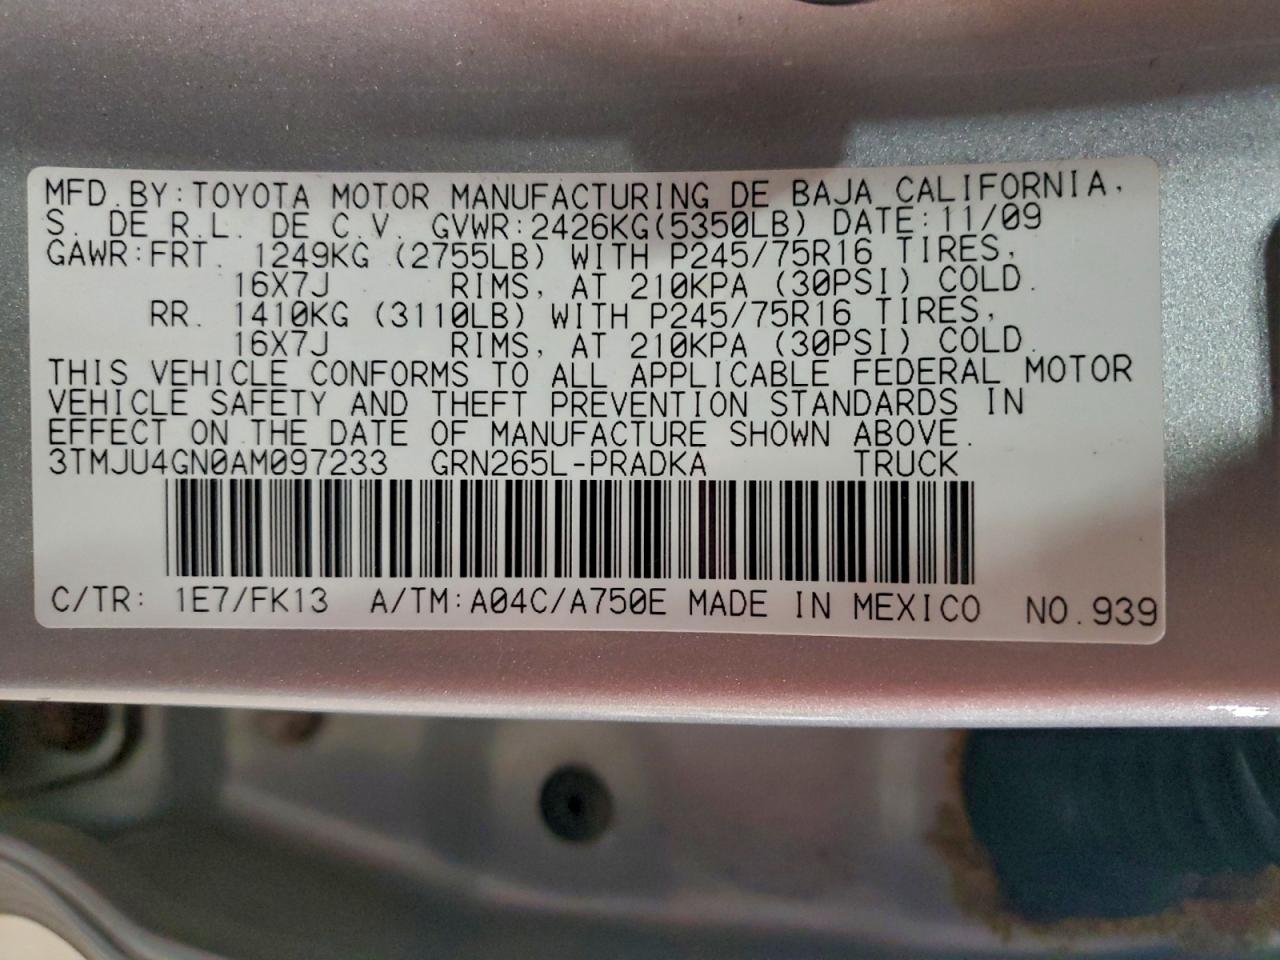 MFD.BY:TOYOTA MOTOR MANUFACTURING DE BAJA CALIFORNIA,
S. DE R.L. DE C.V. GVWR:2426KG(5350LB) DATE:11/09
GAWR:FRT. 1249KG (2755LB) WITH P245/75R16 TIRES,
16X7J RIMS, AT 210KPA (30PSI) COLD.
RR. 1410KG (3110LB) WITH P245/75R16 TIRES,
16X7J RIMS, AT 210KPA (30PSI) COLD.
THIS VEHICLE CONFORMS TO ALL APPLICABLE FEDERAL MOTOR
VEHICLE SAFETY AND THEFT PREVENTION STANDARDS IN
EFFECT ON THE DATE OF MANUFACTURE SHOWN ABOVE.
3TMJU4GN0AM097233 GRN265L-PRADKA TRUCK
C/TR: 1E7/FK13 A/TM:A04C/A750E MADE IN MEXICO NO.939